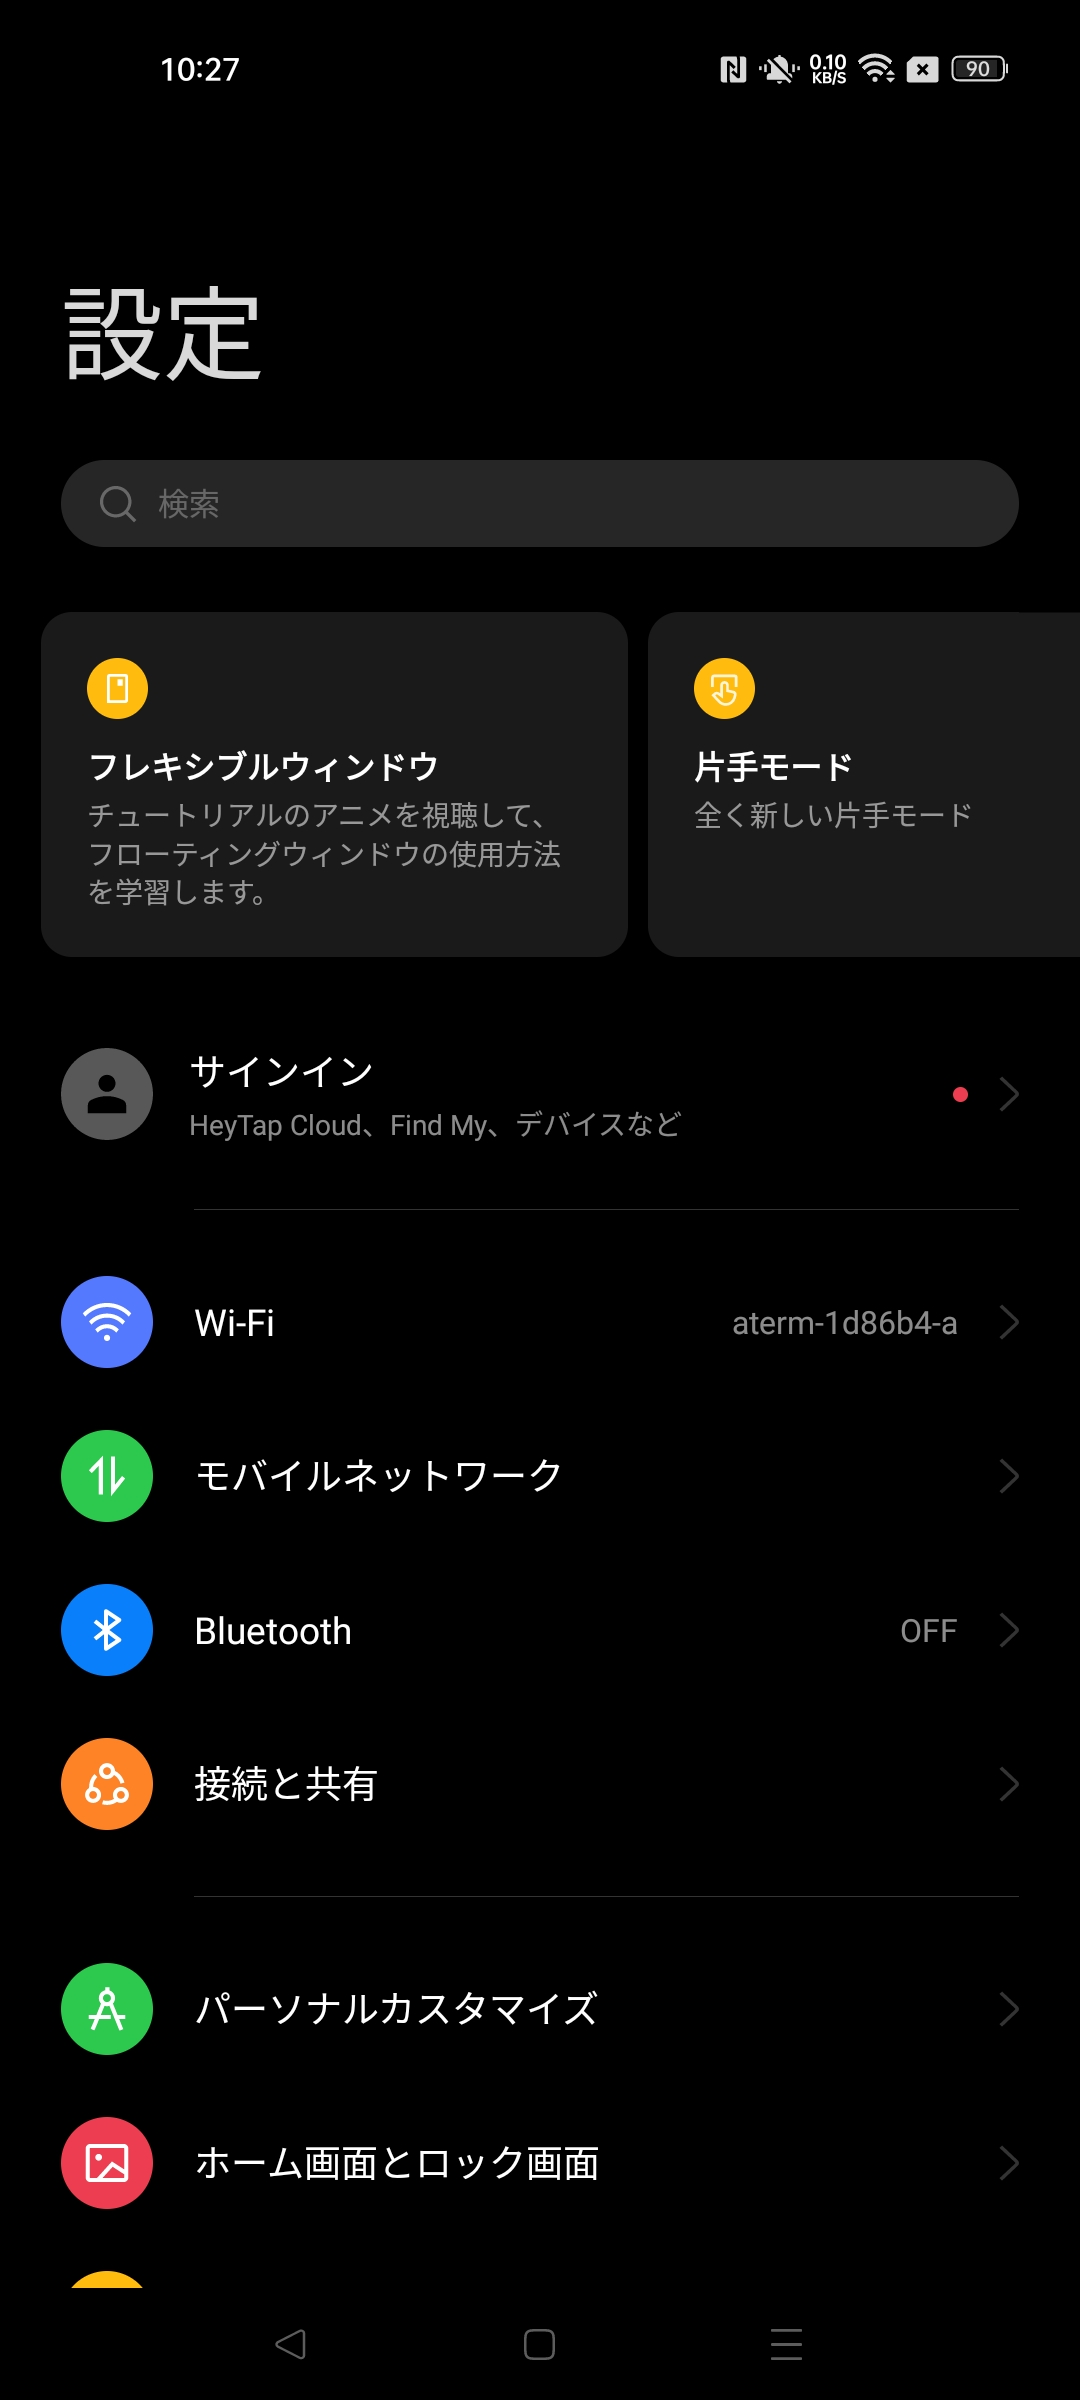 10:27
0.10
KB/S
90
設定
検索
フレキシブルウィンドウ
チュートリアルのアニメを視聴して、
フローティングウィンドウの使用方法
を学習します。
片手モード
全く新しい片手モード
サインイン
HeyTap Cloud、Find My、デバイスなど
Wi-Fi
aterm-1d86b4-a
モバイルネットワーク
Bluetooth
OFF
接続と共有
パーソナルカスタマイズ
ホーム画面とロック画面